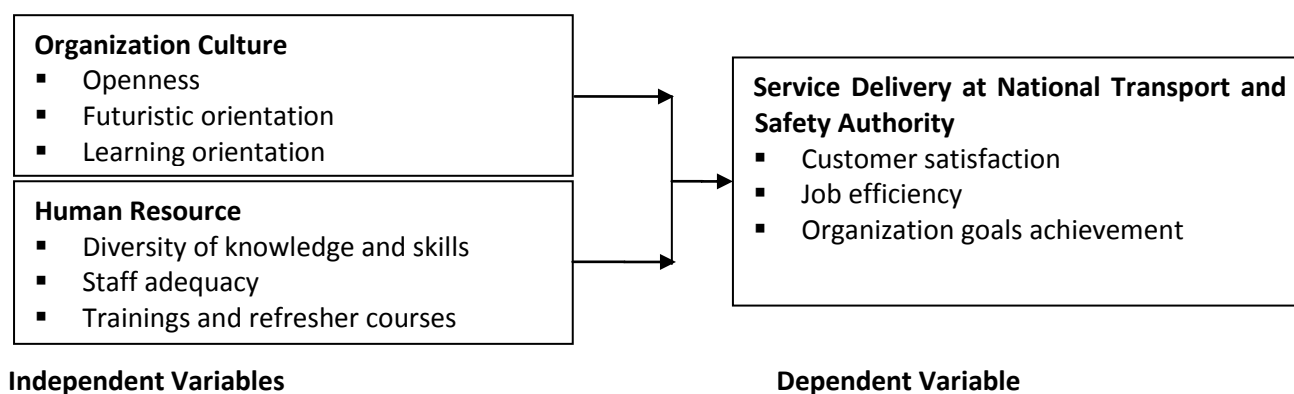 Organization Culture
▪ Openness
▪ Futuristic orientation
▪ Learning orientation
Human Resource
▪ Diversity of knowledge and skills
▪ Staff adequacy
▪ Trainings and refresher courses
Service Delivery at National Transport and
Safety Authority
▪ Customer satisfaction
▪ Job efficiency
▪ Organization goals achievement
Independent Variables
Dependent Variable